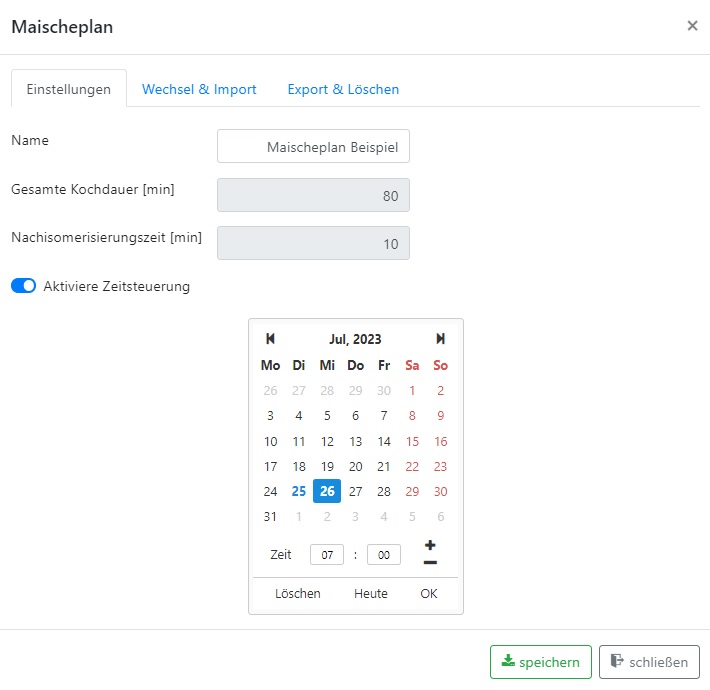 Maischeplan ×
Einstellungen Wechsel & Import Export & Löschen
Name Maischeplan Beispiel
Gesamte Kochdauer [min] 80
Nachisomerisierungszeit [min] 10
Aktiviere Zeitsteuerung
Jul, 2023
Mo Di Mi Do Fr Sa So
26 27 28 29 30 1 2
3 4 5 6 7 8 9
10 11 12 13 14 15 16
17 18 19 20 21 22 23
24 25 26 27 28 29 30
31 1 2 3 4 5 6
Zeit 07 : 00
Löschen Heute OK
speichern schließen